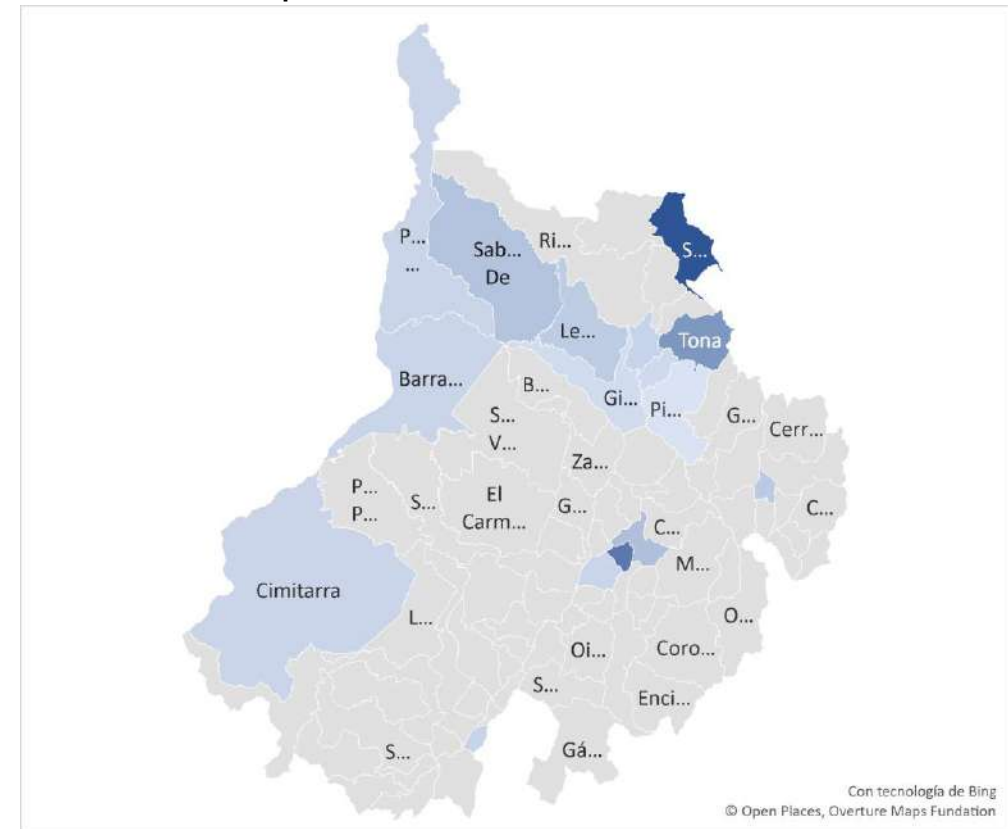 P...
...
Sab...
De
Ri...
S...
Le...
Tona
Barra...
B...
Gi...
Pi...
S...
V...
G...
Cerr...
Za...
P...
P...
S...
El
Carm...
G...
C...
C...
M...
Cimitarra
L...
O...
Oi...
Coro...
S...
Enci...
S...
Gá...
Con tecnología de Bing
© Open Places, Overture Maps Fundation